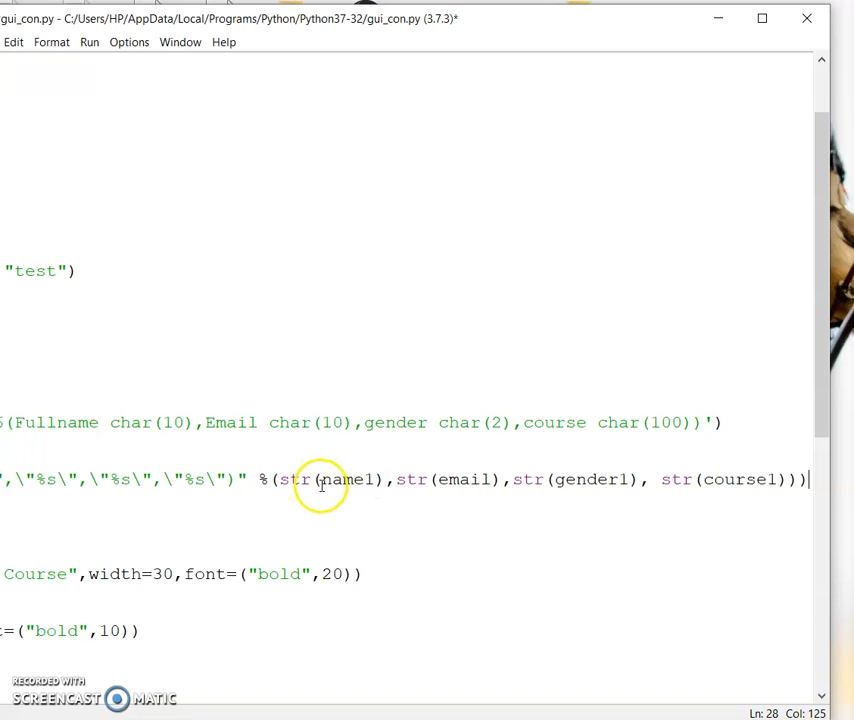 gui_con.py - C:/Users/HP/AppData/Local/Programs/Python/Python37-32/gui_con.py (3.7.3)*
Edit Format Run Options Window Help
"test")
(Fullname char(10),Email char(10),gender char(2),course char(100))')
",\"%s\",\"%s\",\"%s\")" %(str(name1),str(email),str(gender1), str(course1)))
Course",width=30,font=("bold",20))
=("bold",10))
RECORDED WITH
SCREENCAST MATIC
Ln: 28 Col: 125